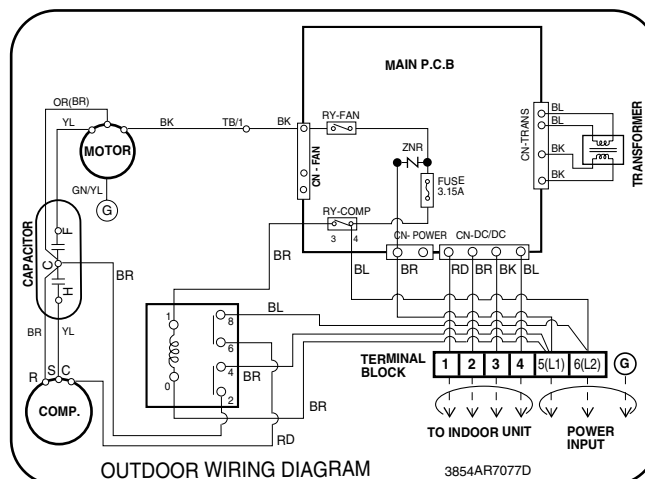 MAIN P.C.B
OR(BR)
YL
MOTOR
BK
TB/1
BK
RY-FAN
CN - FAN
ZNR
FUSE
3.15A
CN-TRANS
BL
BL
BK
BK
TRANSFORMER
GN/YL
G
RY-COMP
3
4
CN- POWER
CN-DC/DC
CAPACITOR
F
C
H
BR
BR
BL
BR
RD
BR
BK
BL
BR
YL
1
0
8
6
4
2
BL
BR
BR
RD
R
S
C
COMP.
TERMINAL
BLOCK
1
2
3
4
5(L1)
6(L2)
G
TO INDOOR UNIT
POWER
INPUT
OUTDOOR WIRING DIAGRAM
3854AR7077D